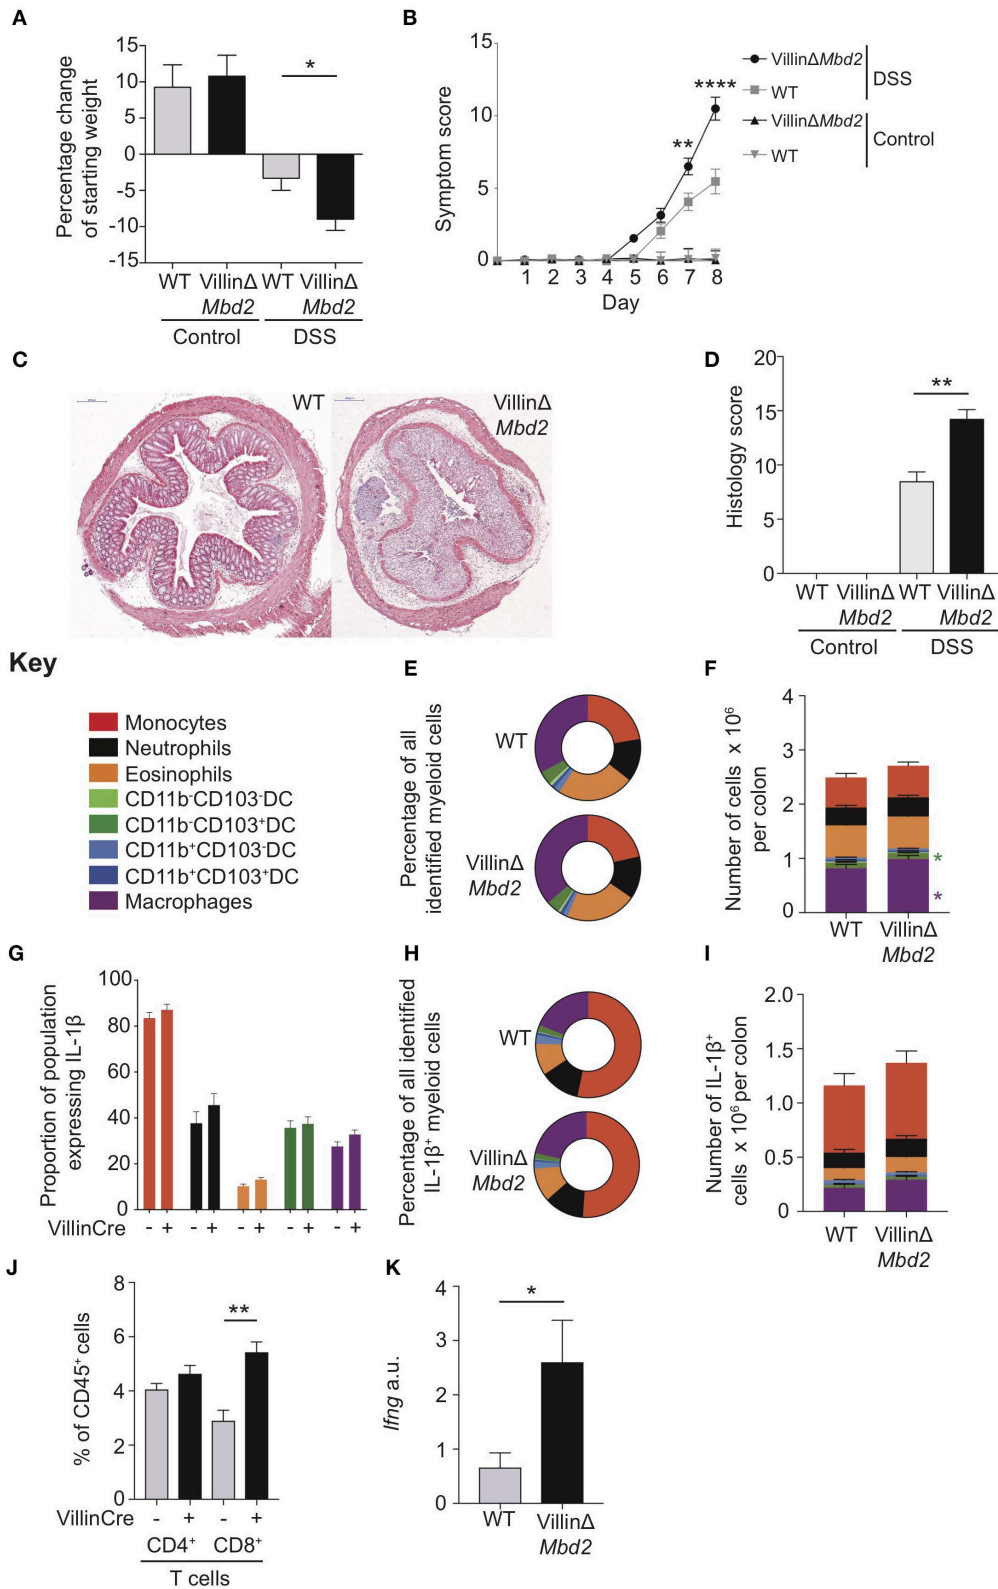 A
Percentage change
of starting weight
15
10
5
0
-5
-10
-15
*
WT VillinΔ WT VillinΔ
Mbd2 Mbd2
Control DSS
B
Symptom score
15
10
5
0
** ****
1 2 3 4 5 6 7 8
Day
VillinΔMbd2
WT
DSS
VillinΔMbd2
WT
Control
C
WT
VillinΔ
Mbd2
D
Histology score
20
15
10
5
0
**
WT VillinΔ WT VillinΔ
Mbd2 Mbd2
Control DSS
Key
Monocytes
Neutrophils
Eosinophils
CD11b⁻CD103⁻DC
CD11b⁻CD103⁺DC
CD11b⁺CD103⁻DC
CD11b⁺CD103⁺DC
Macrophages
E
Percentage of all
identified myeloid cells
WT
VillinΔ
Mbd2
F
Number of cells x 10⁶
per colon
4
3
2
1
0
*
*
WT VillinΔ
Mbd2
G
Proportion of population
expressing IL-1β
100
80
60
40
20
0
VillinCre - + - + - + - + - +
H
Percentage of all identified
IL-1β⁺ myeloid cells
WT
VillinΔ
Mbd2
I
Number of IL-1β⁺
cells x 10⁶ per colon
2.0
1.5
1.0
0.5
0
WT VillinΔ
Mbd2
J
% of CD45⁺ cells
8
6
4
2
0
**
VillinCre - + - +
CD4⁺ CD8⁺
T cells
K
Ifng a.u.
4
3
2
1
0
*
WT VillinΔ
Mbd2